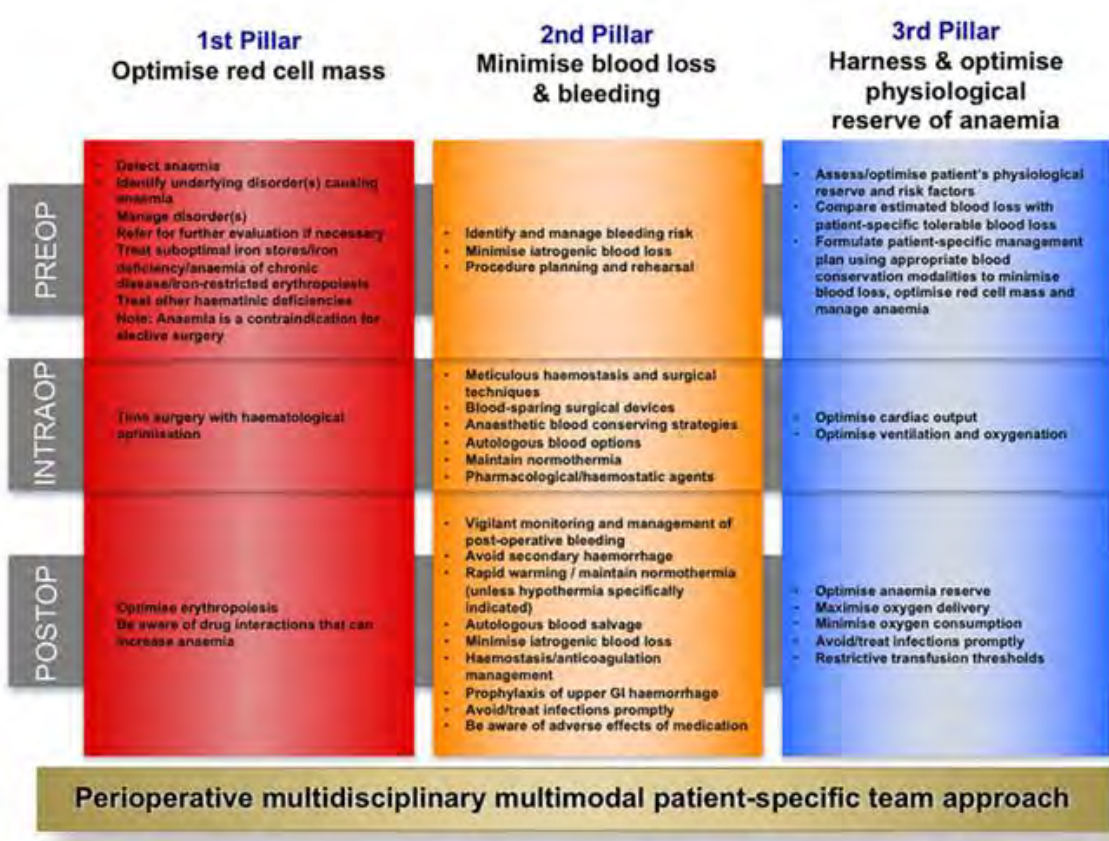 1st Pillar
Optimise red cell mass
2nd Pillar
Minimise blood loss
& bleeding
3rd Pillar
Harness & optimise
physiological
reserve of anaemia
PREOP
• Detect anaemia
• Identify underlying disorder(s) causing
anaemia
• Manage disorder(s)
• Refer for further evaluation if necessary
• Treat suboptimal iron stores/iron
deficiency/anaemia of chronic
disease/iron-restricted erythropoiesis
• Treat other haematinic deficiencies
• Note: Anaemia is a contraindication for
elective surgery
• Identify and manage bleeding risk
• Minimise iatrogenic blood loss
• Procedure planning and rehearsal
• Assess/optimise patient's physiological
reserve and risk factors
• Compare estimated blood loss with
patient-specific tolerable blood loss
• Formulate patient-specific management
plan using appropriate blood
conservation modalities to minimise
blood loss, optimise red cell mass and
manage anaemia
INTRAOP
• Time surgery with haematological
optimisation
• Meticulous haemostasis and surgical
techniques
• Blood-sparing surgical devices
• Anaesthetic blood conserving strategies
• Autologous blood options
• Maintain normothermia
• Pharmacological/haemostatic agents
• Optimise cardiac output
• Optimise ventilation and oxygenation
POSTOP
• Optimise erythropoiesis
• Be aware of drug interactions that can
increase anaemia
• Vigilant monitoring and management of
post-operative bleeding
• Avoid secondary haemorrhage
• Rapid warming / maintain normothermia
(unless hypothermia specifically
indicated)
• Autologous blood salvage
• Minimise iatrogenic blood loss
• Haemostasis/anticoagulation
management
• Prophylaxis of upper GI haemorrhage
• Avoid/treat infections promptly
• Be aware of adverse effects of medication
• Optimise anaemia reserve
• Maximise oxygen delivery
• Minimise oxygen consumption
• Avoid/treat infections promptly
• Restrictive transfusion thresholds
Perioperative multidisciplinary multimodal patient-specific team approach